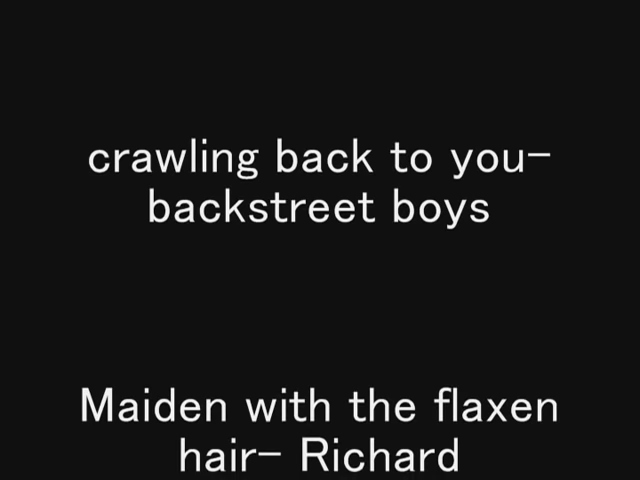 crawling back to you-
backstreet boys
Maiden with the flaxen
hair- Richard